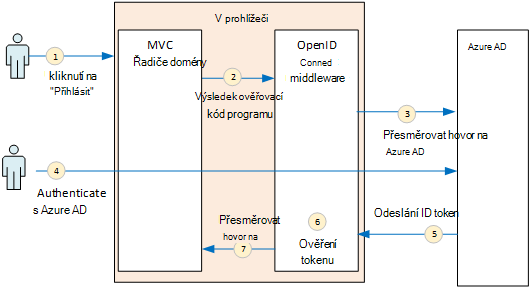 V prohlížeči
MVC
Řadiče domény
OpenID
Conned
middleware
Azure AD
1
kliknutí na
"Přihlásit"
2
Výsledek ověřovací
kód programu
3
Přesměrovat hovor na
Azure AD
4
Authenticate
s Azure AD
Odeslání ID token
5
6
Ověření
tokenu
Přesměrovat
hovor na
7